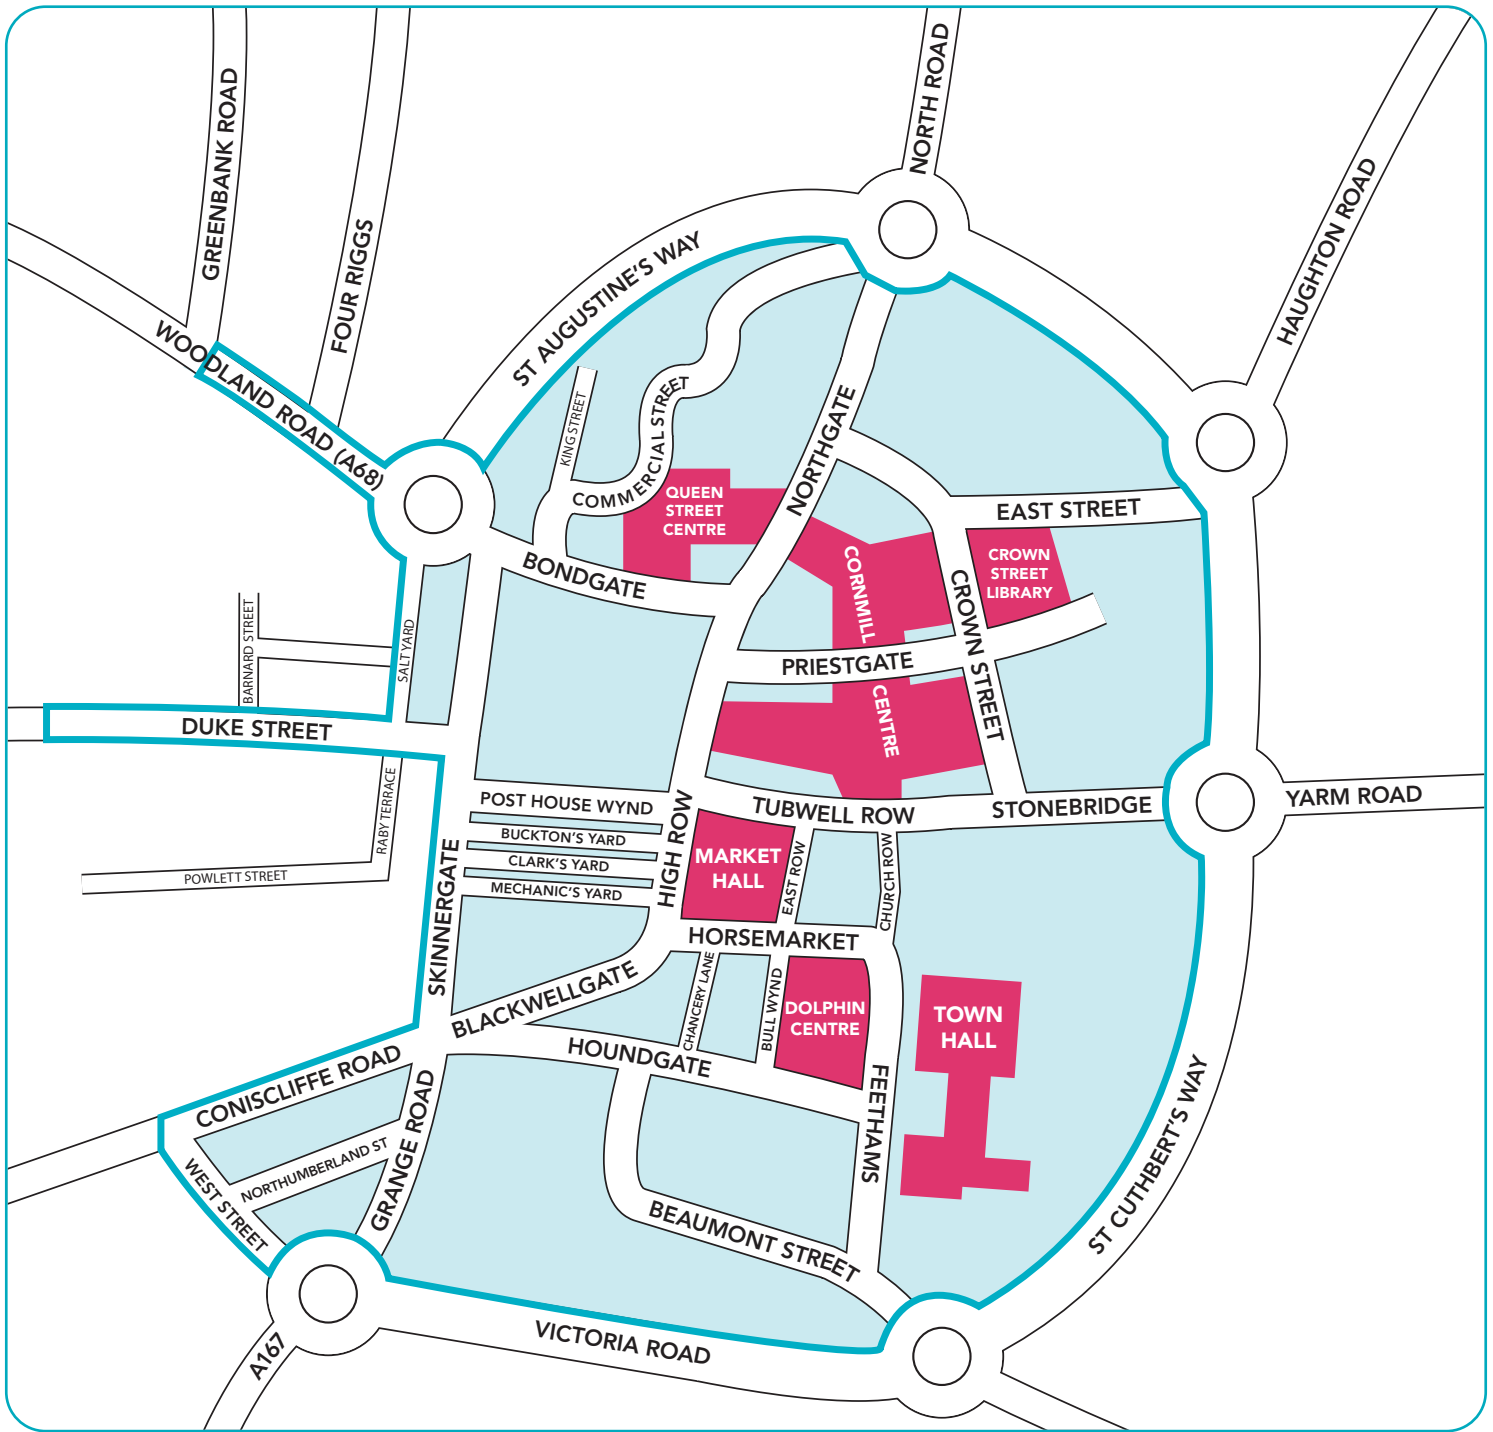 NORTH ROAD
GREENBANK ROAD
FOUR RIGGS
HAUGHTON ROAD
ST AUGUSTINE'S WAY
WOODLAND ROAD (A68)
KING STREET
COMMERCIAL STREET
NORTHGATE
QUEEN
STREET
CENTRE
EAST STREET
BONDGATE
CORNMILL CENTRE
CROWN
STREET
LIBRARY
CROWN STREET
BARNARD STREET
SALT YARD
PRIESTGATE
DUKE STREET
RABY TERRACE
POWLETT STREET
POST HOUSE WYND
BUCKTON'S YARD
CLARK'S YARD
MECHANIC'S YARD
HIGH ROW
TUBWELL ROW
STONEBRIDGE
YARM ROAD
SKINNERGATE
MARKET
HALL
EAST ROW
CHURCH ROW
HORSEMARKET
BLACKWELLGATE
CHANCERY LANE
BULL WYND
DOLPHIN
CENTRE
TOWN
HALL
HOUNDGATE
CONISCLIFFE ROAD
GRANGE ROAD
NORTHUMBERLAND ST
WEST STREET
FEETHAMS
ST CUTHBERT'S WAY
BEAUMONT STREET
VICTORIA ROAD
A167